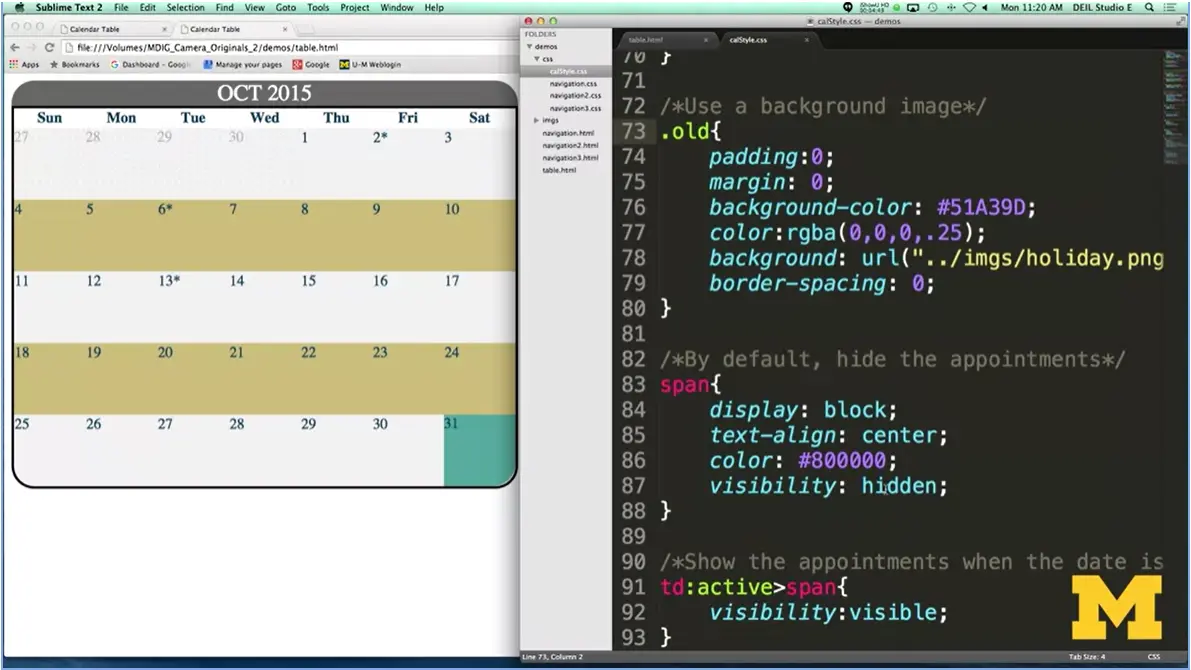 Sublime Text 2 File Edit Selection Find View Goto Tools Project Window Help
Mon 11:20 AM DEIL Studio E
Calendar Table
Calendar Table
file:///Volumes/MDIG_Camera_Originals_2/demos/table.html
Apps Bookmarks Dashboard - Google Manage your pages Google U-M Weblogin
OCT 2015
Sun Mon Tue Wed Thu Fri Sat
27 28 29 30 1 2* 3
4 5 6* 7 8 9 10
11 12 13* 14 15 16 17
18 19 20 21 22 23 24
25 26 27 28 29 30 31
calStyle.css — demos
FOLDERS
demos
css
calStyle.css
navigation.css
navigation2.css
navigation3.css
imgs
navigation.html
navigation2.html
navigation3.html
table.html
table.html
calStyle.css
70 }
71
72 /*Use a background image*/
73 .old{
74 padding:0;
75 margin: 0;
76 background-color: #51A39D;
77 color:rgba(0,0,0,.25);
78 background: url("../imgs/holiday.png
79 border-spacing: 0;
80 }
81
82 /*By default, hide the appointments*/
83 span{
84 display: block;
85 text-align: center;
86 color: #800000;
87 visibility: hidden;
88 }
89
90 /*Show the appointments when the date is
91 td:active>span{
92 visibility:visible;
93 }
M
Line 73, Column 2
Tab Size: 4 CSS